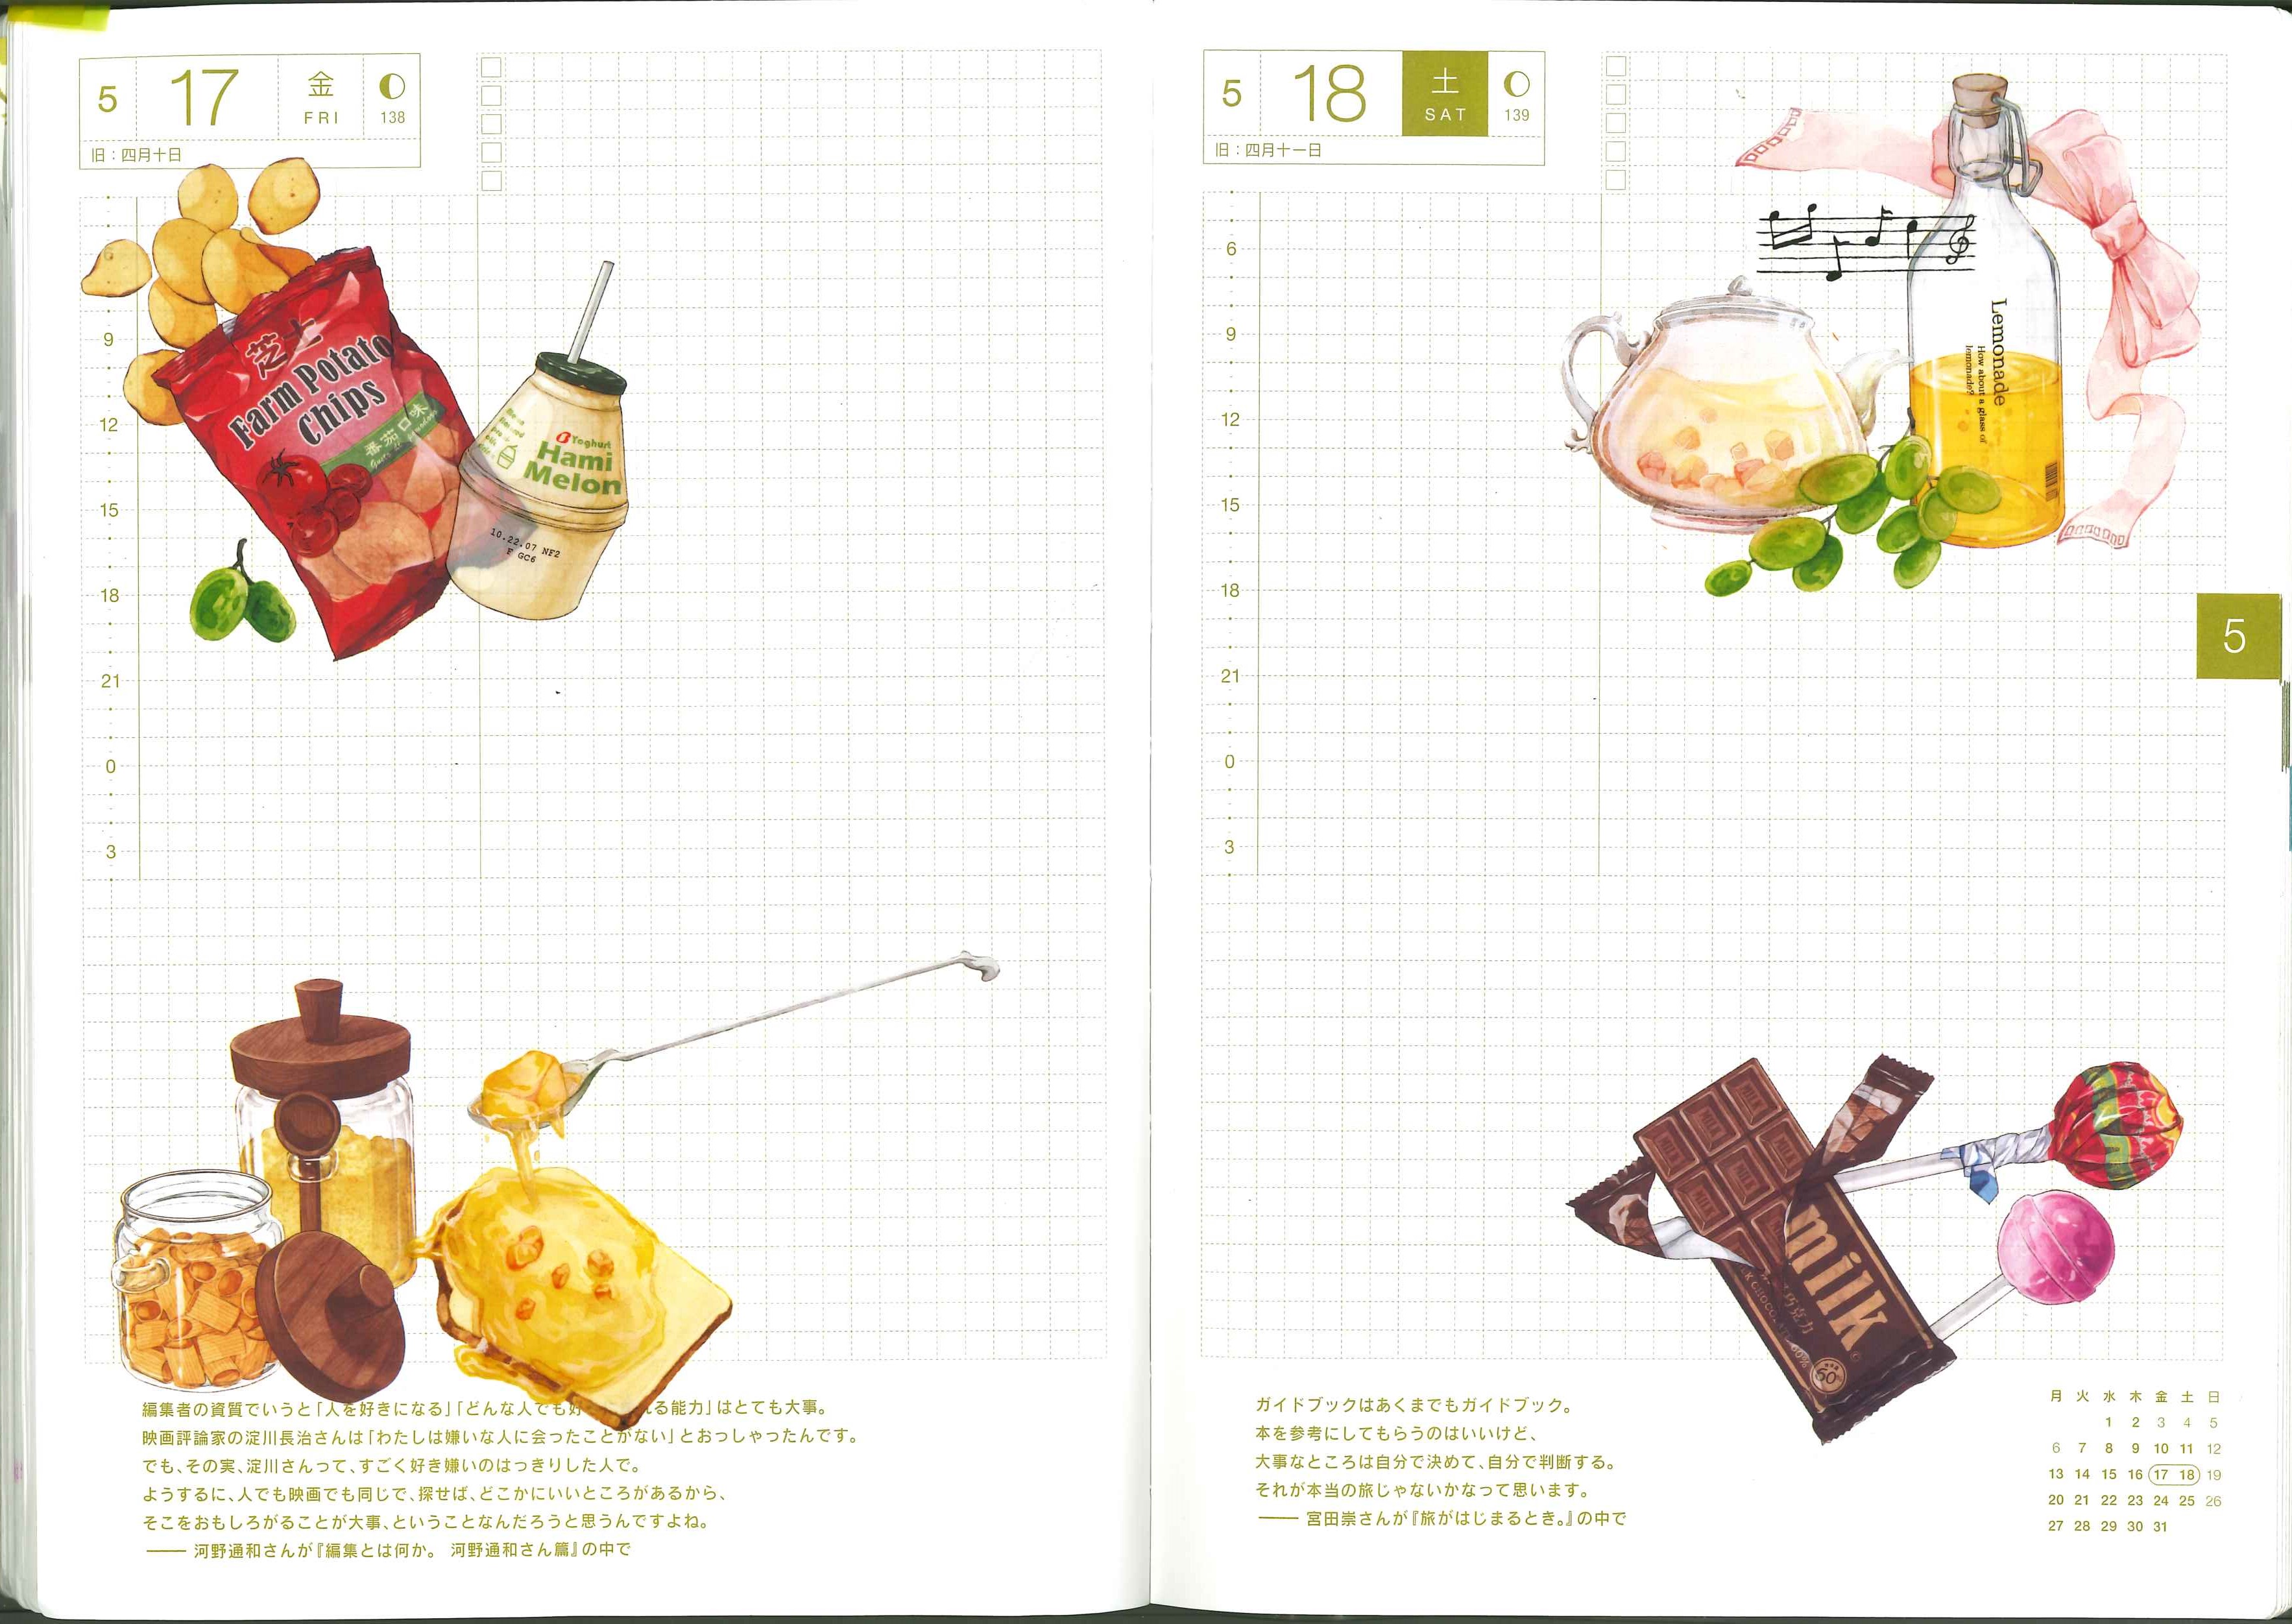 5 17 金 FRI 138
旧：四月十日
9
12
15
18
21
0
3
芝士
Farm Potato
Chips
番茄口味
Yoghurt
Hami
Melon
10.22.07 NF2
F GC6
編集者の資質でいうと「人を好きになる」「どんな人でも好 れる能力」はとても大事。
映画評論家の淀川長治さんは「わたしは嫌いな人に会ったことがない」とおっしゃったんです。
でも、その実、淀川さんって、すごく好き嫌いのはっきりした人で。
ようするに、人でも映画でも同じで、探せば、どこかにいいところがあるから、
そこをおもしろがることが大事、ということなんだろうと思うんですよね。
―― 河野通和さんが『編集とは何か。 河野通和さん篇』の中で
5 18 土 SAT 139
旧：四月十一日
6
9
12
15
18
21
0
3
Lemonade
How about a glass of
lemonade?
5
MILK
MILK
MILK
MILK
MILK
MILK
milk
巧克力
60%
50
ガイドブックはあくまでもガイドブック。
本を参考にしてもらうのはいいけど、
大事なところは自分で決めて、自分で判断する。
それが本当の旅じゃないかなって思います。
―― 宮田崇さんが『旅がはじまるとき。』の中で
月 火 水 木 金 土 日
1 2 3 4 5
6 7 8 9 10 11 12
13 14 15 16 17 18 19
20 21 22 23 24 25 26
27 28 29 30 31